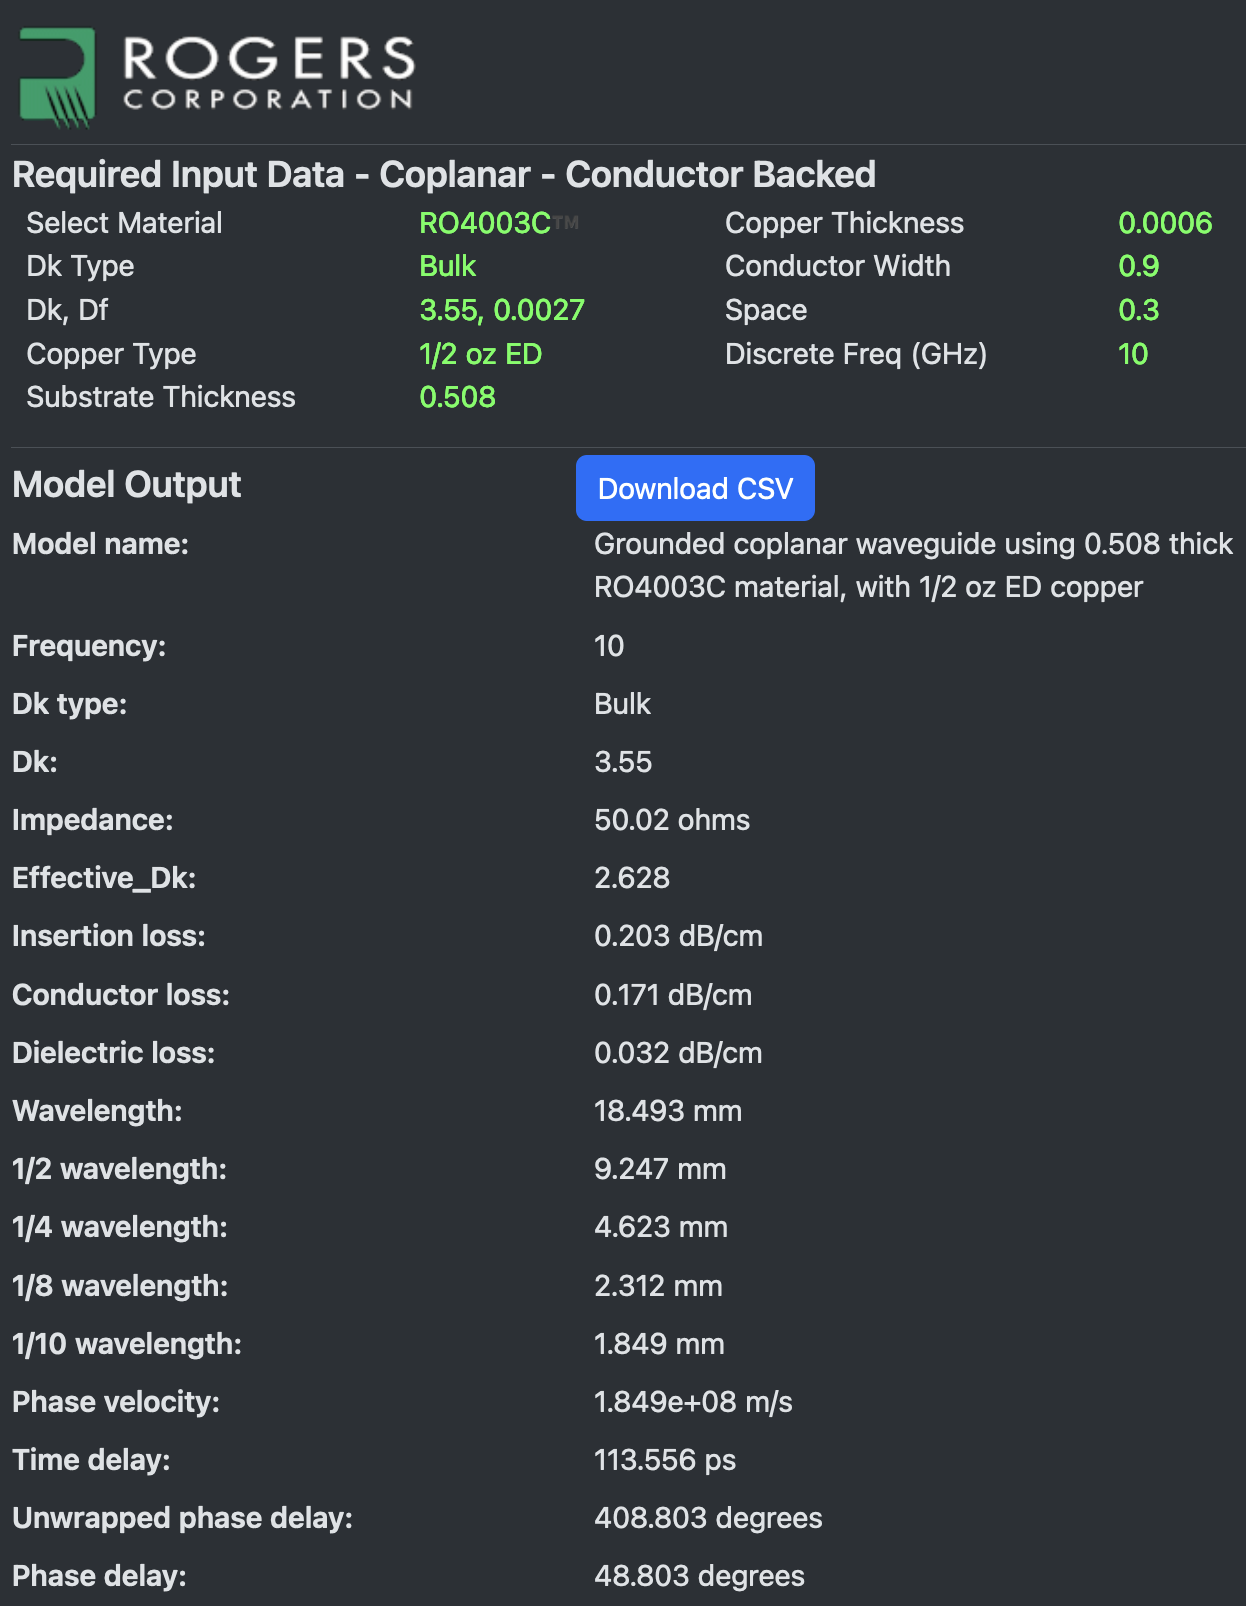 ROGERS
CORPORATION
Required Input Data - Coplanar - Conductor Backed
Select Material RO4003C™ Copper Thickness 0.0006
Dk Type Bulk Conductor Width 0.9
Dk, Df 3.55, 0.0027 Space 0.3
Copper Type 1/2 oz ED Discrete Freq (GHz) 10
Substrate Thickness 0.508
Model Output Download CSV
Model name: Grounded coplanar waveguide using 0.508 thick
RO4003C material, with 1/2 oz ED copper
Frequency: 10
Dk type: Bulk
Dk: 3.55
Impedance: 50.02 ohms
Effective_Dk: 2.628
Insertion loss: 0.203 dB/cm
Conductor loss: 0.171 dB/cm
Dielectric loss: 0.032 dB/cm
Wavelength: 18.493 mm
1/2 wavelength: 9.247 mm
1/4 wavelength: 4.623 mm
1/8 wavelength: 2.312 mm
1/10 wavelength: 1.849 mm
Phase velocity: 1.849e+08 m/s
Time delay: 113.556 ps
Unwrapped phase delay: 408.803 degrees
Phase delay: 48.803 degrees